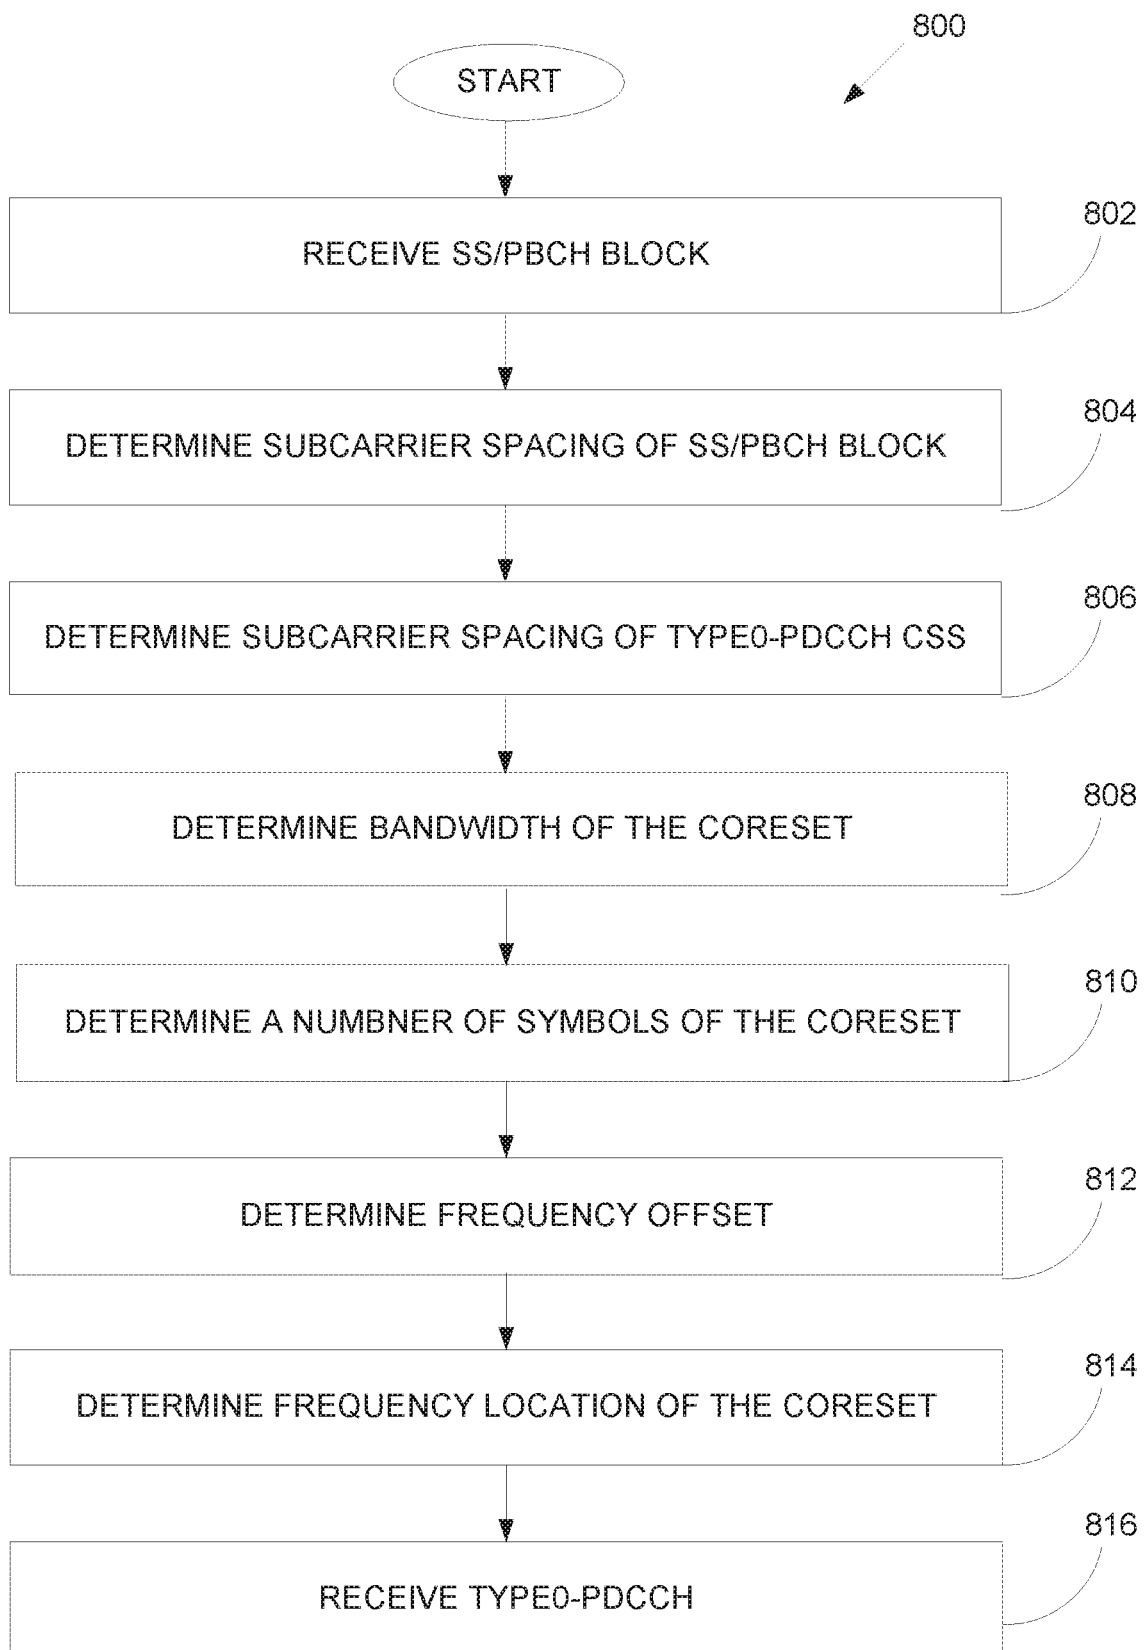 800
START
802
RECEIVE SS/PBCH BLOCK
804
DETERMINE SUBCARRIER SPACING OF SS/PBCH BLOCK
806
DETERMINE SUBCARRIER SPACING OF TYPE0-PDCCH CSS
808
DETERMINE BANDWIDTH OF THE CORESET
810
DETERMINE A NUMBNER OF SYMBOLS OF THE CORESET
812
DETERMINE FREQUENCY OFFSET
814
DETERMINE FREQUENCY LOCATION OF THE CORESET
816
RECEIVE TYPE0-PDCCH